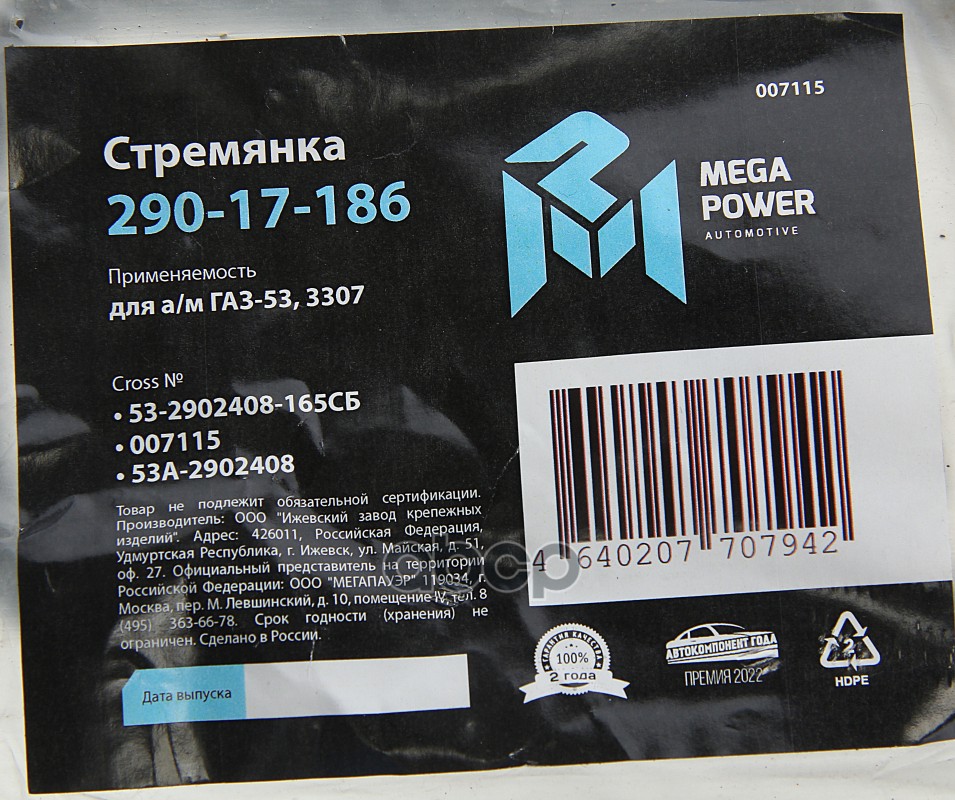 007115
Стремянка
290-17-186
MEGA
POWER
AUTOMOTIVE
Применяемость
для а/м ГАЗ-53, 3307
Cross №
• 53-2902408-165СБ
• 007115
• 53А-2902408
Товар не подлежит обязательной сертификации.
Производитель: ООО "Ижевский завод крепежных
изделий". Адрес: 426011, Российская Федерация,
Удмуртская Республика, г. Ижевск, ул. Майская, д. 51,
оф. 27. Официальный представитель на территории
Российской Федерации: ООО "МЕГАПАУЭР" 119034, г.
Москва, пер. М. Левшинский, д. 10, помещение IV, тел. 8
(495) 363-66-78. Срок годности (хранения) не
ограничен. Сделано в России.
Дата выпуска
4 640207 707942
ГАРАНТИЯ КАЧЕСТВА
100%
2 года
АВТОКОМПОНЕНТ ГОДА
ПРЕМИЯ 2022
2
HDPE